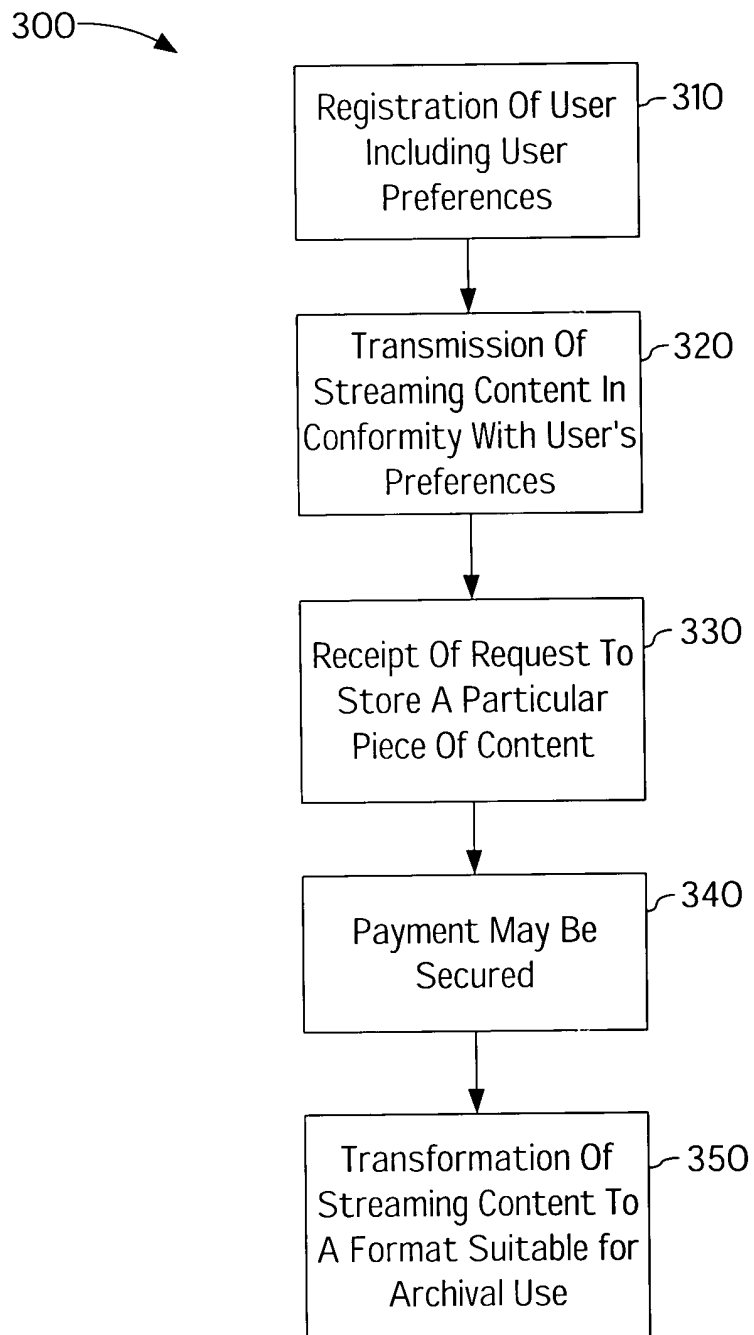 300
Registration Of User
Including User
Preferences
310
Transmission Of
Streaming Content In
Conformity With User's
Preferences
320
Receipt Of Request To
Store A Particular
Piece Of Content
330
Payment May Be
Secured
340
Transformation Of
Streaming Content To
A Format Suitable for
Archival Use
350